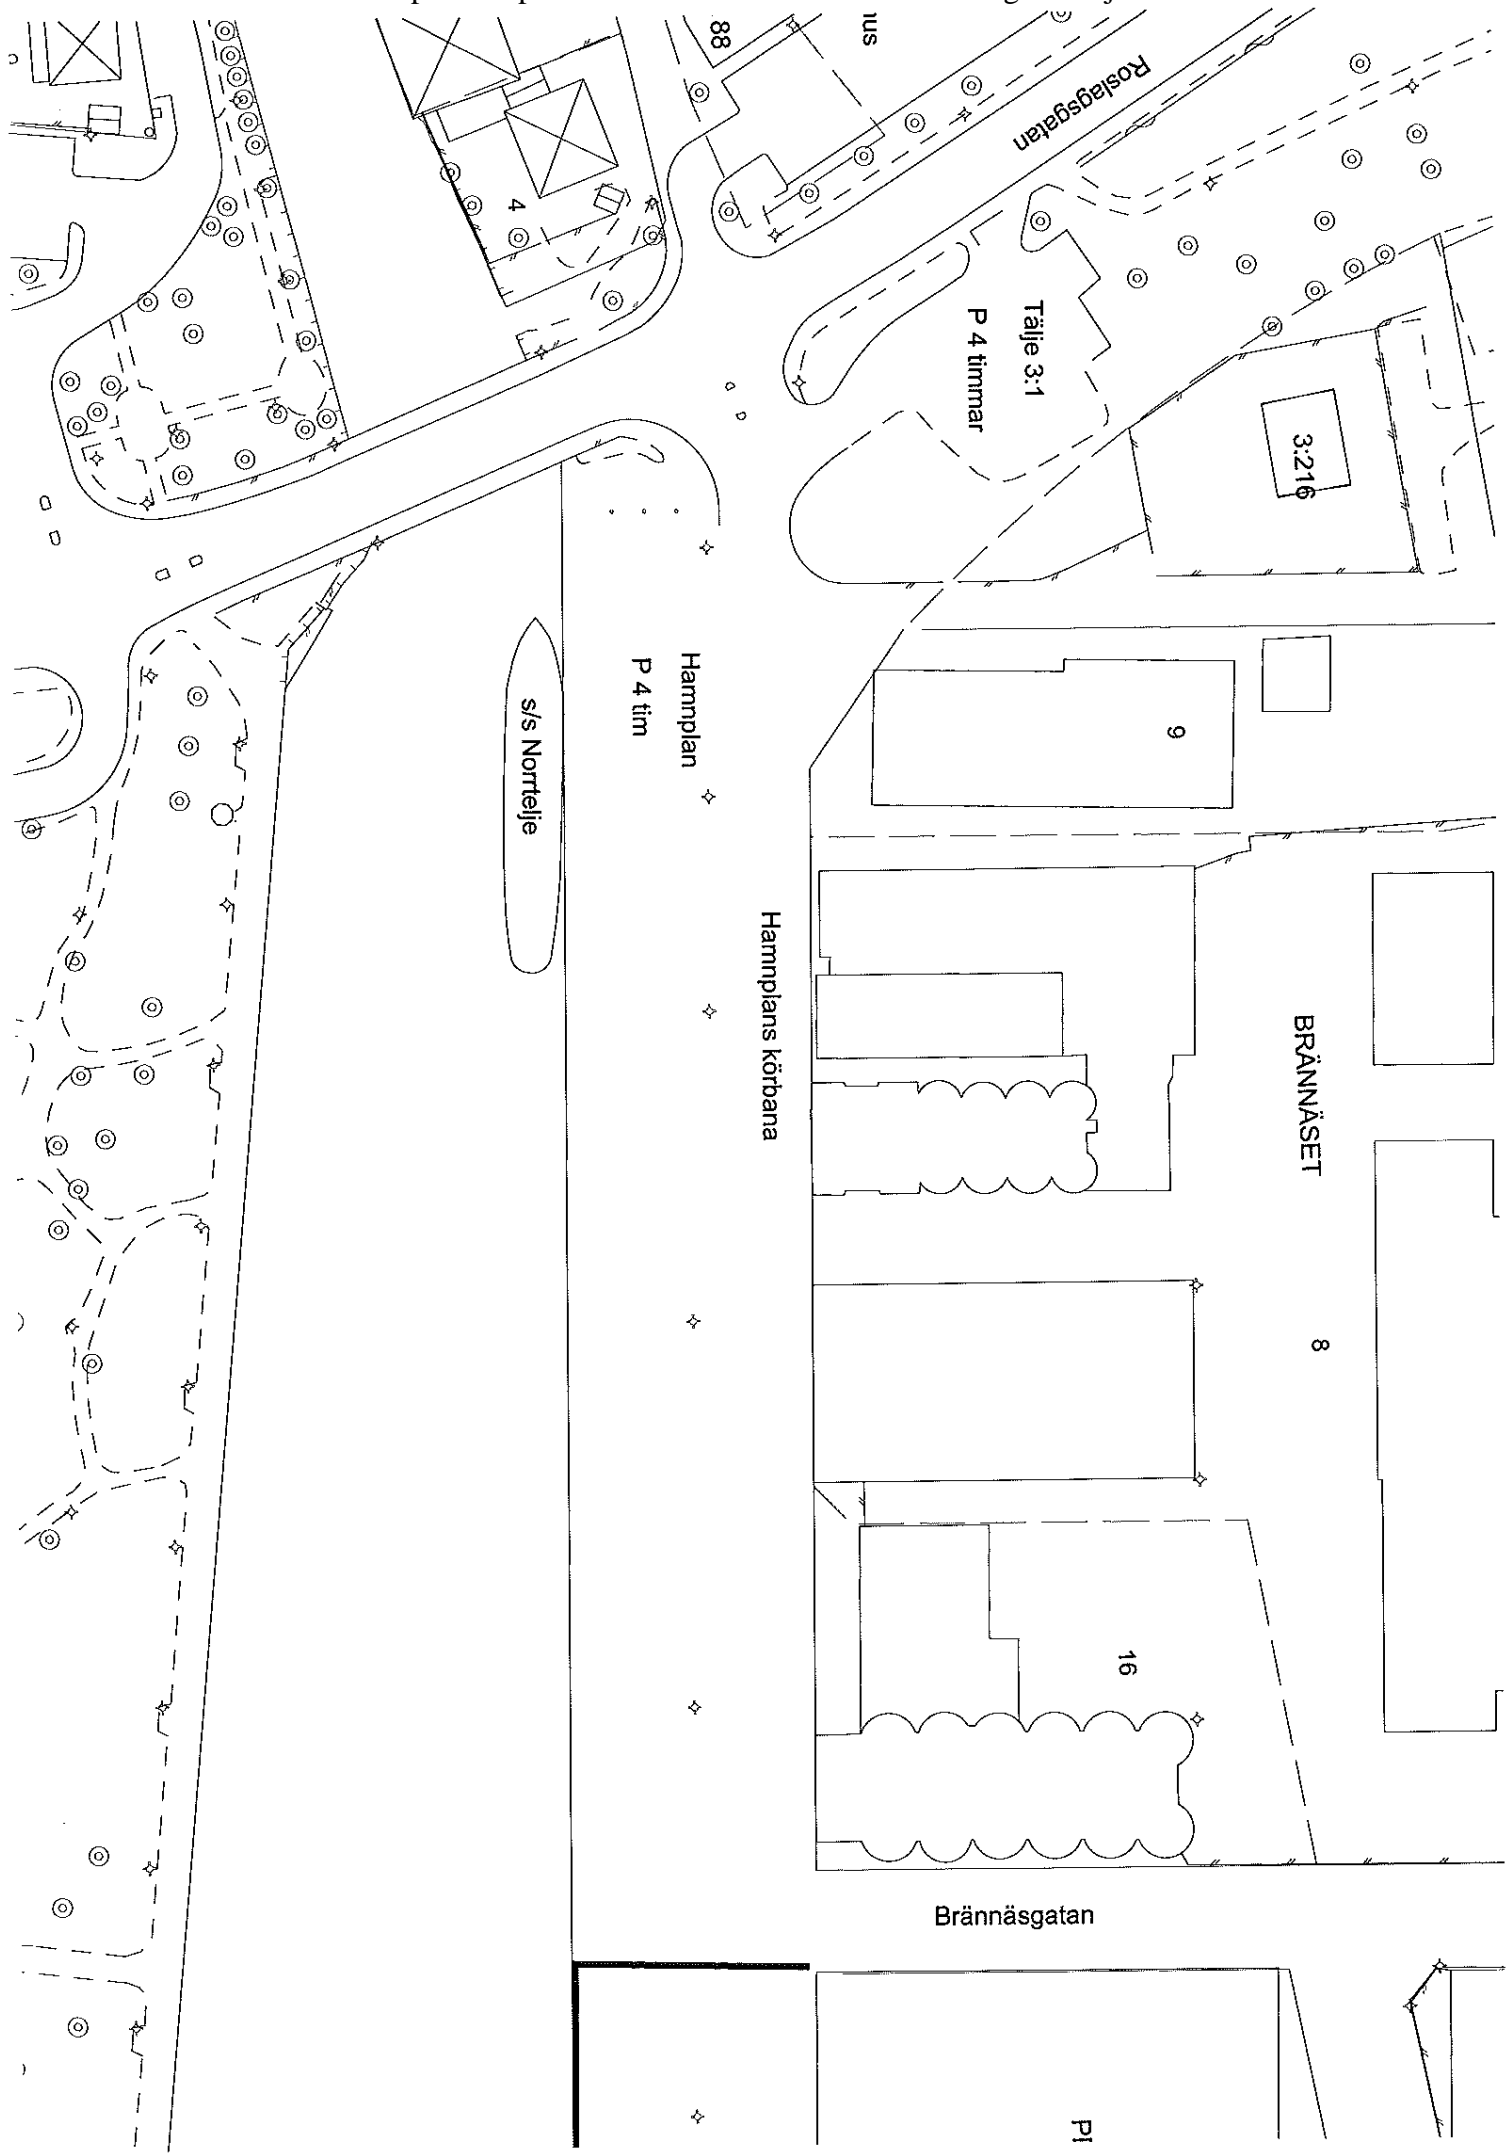 88
Roslagsgatan
4
Tälje 3:1
P 4 timmar
3:216
Hamnplan
P 4 tim
s/s Norrtelje
9
Hamnplans körbana
BRÄNNÄSET
8
16
Brännäsgatan